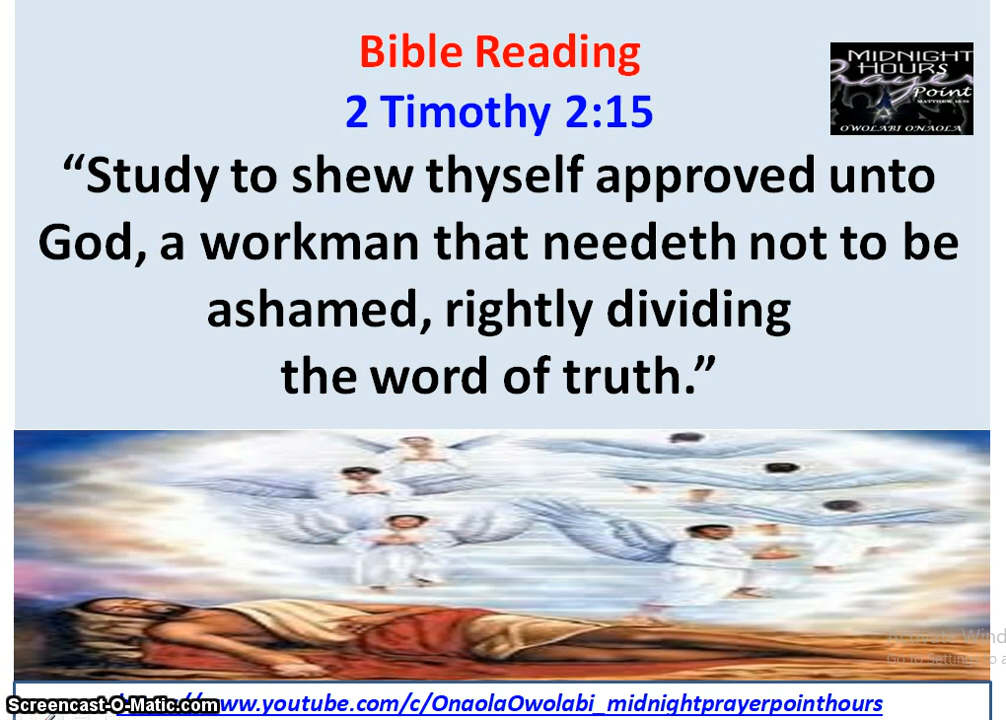 Bible Reading
2 Timothy 2:15
MIDNIGHT
HOURS
Prayer
Point
OWOLABI ONAOLA
“Study to shew thyself approved unto
God, a workman that needeth not to be
ashamed, rightly dividing
the word of truth.”
Screencast-O-Matic.com
www.youtube.com/c/OnaolaOwolabi_midnightprayerpointhours